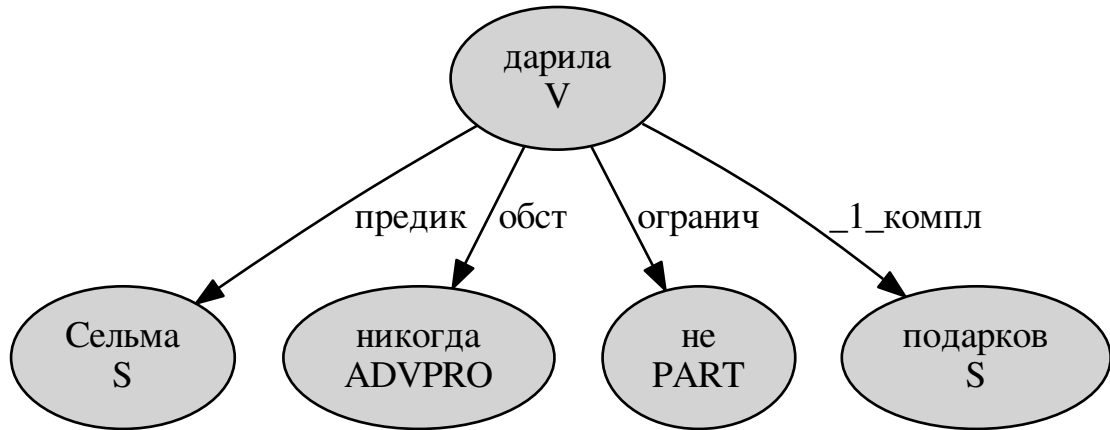 дарила
V
предик
обст
огранич
_1_компл
Сельма
S
никогда
ADVPRO
не
PART
подарков
S